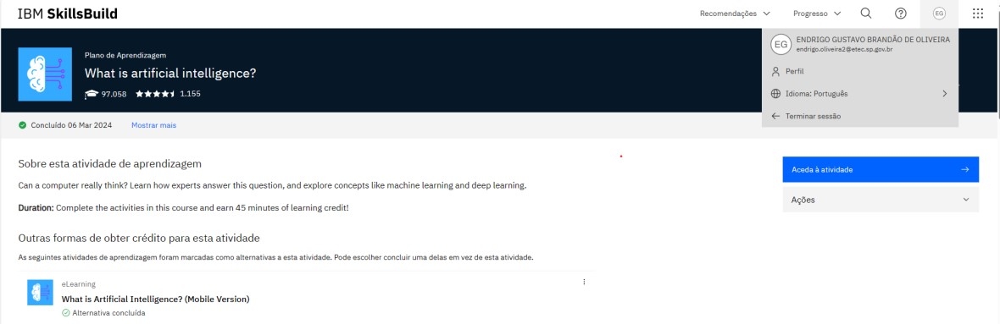 IBM SkillsBuild
Recomendações
Progresso
EG
EG
ENDRIGO GUSTAVO BRANDÃO DE OLIVEIRA
endrigo.oliveira2@etec.sp.gov.br
Perfil
Idioma: Português
Terminar sessão
Plano de Aprendizagem
What is artificial intelligence?
97.058 1.155
Concluído 06 Mar 2024 Mostrar mais
Sobre esta atividade de aprendizagem
Can a computer really think? Learn how experts answer this question, and explore concepts like machine learning and deep learning.
Duration: Complete the activities in this course and earn 45 minutes of learning credit!
Aceda à atividade
Ações
Outras formas de obter crédito para esta atividade
As seguintes atividades de aprendizagem foram marcadas como alternativas a esta atividade. Pode escolher concluir uma delas em vez de esta atividade.
eLearning
What is Artificial Intelligence? (Mobile Version)
Alternativa concluída